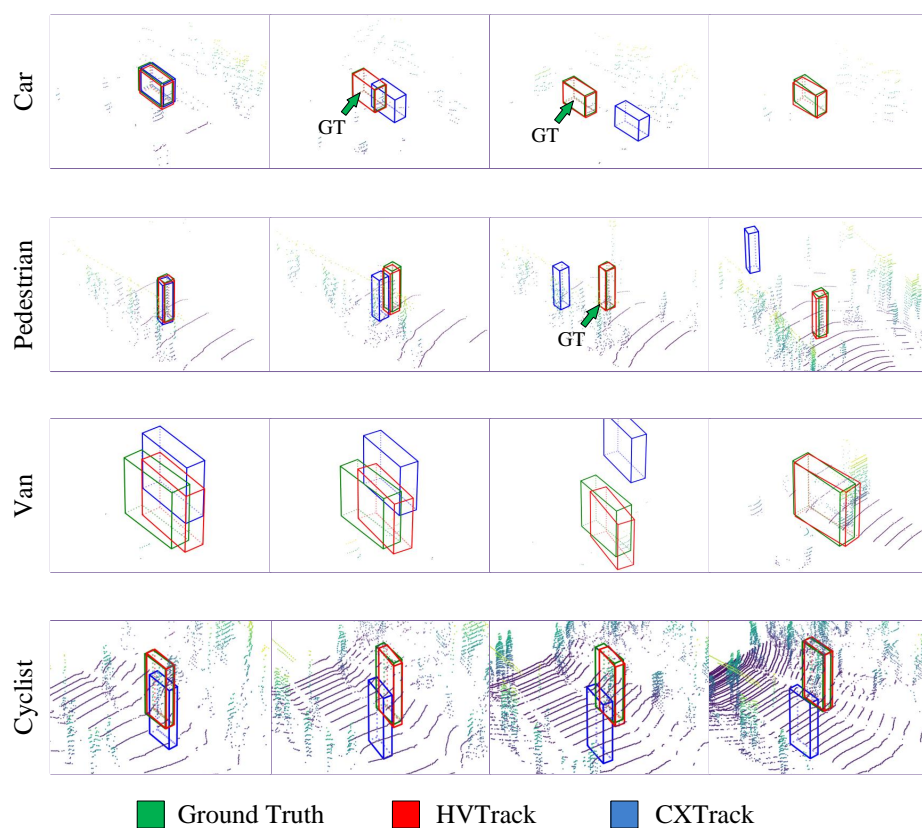 Car
GT
GT
Pedestrian
GT
Van
Cyclist
Ground Truth HVTrack CXTrack